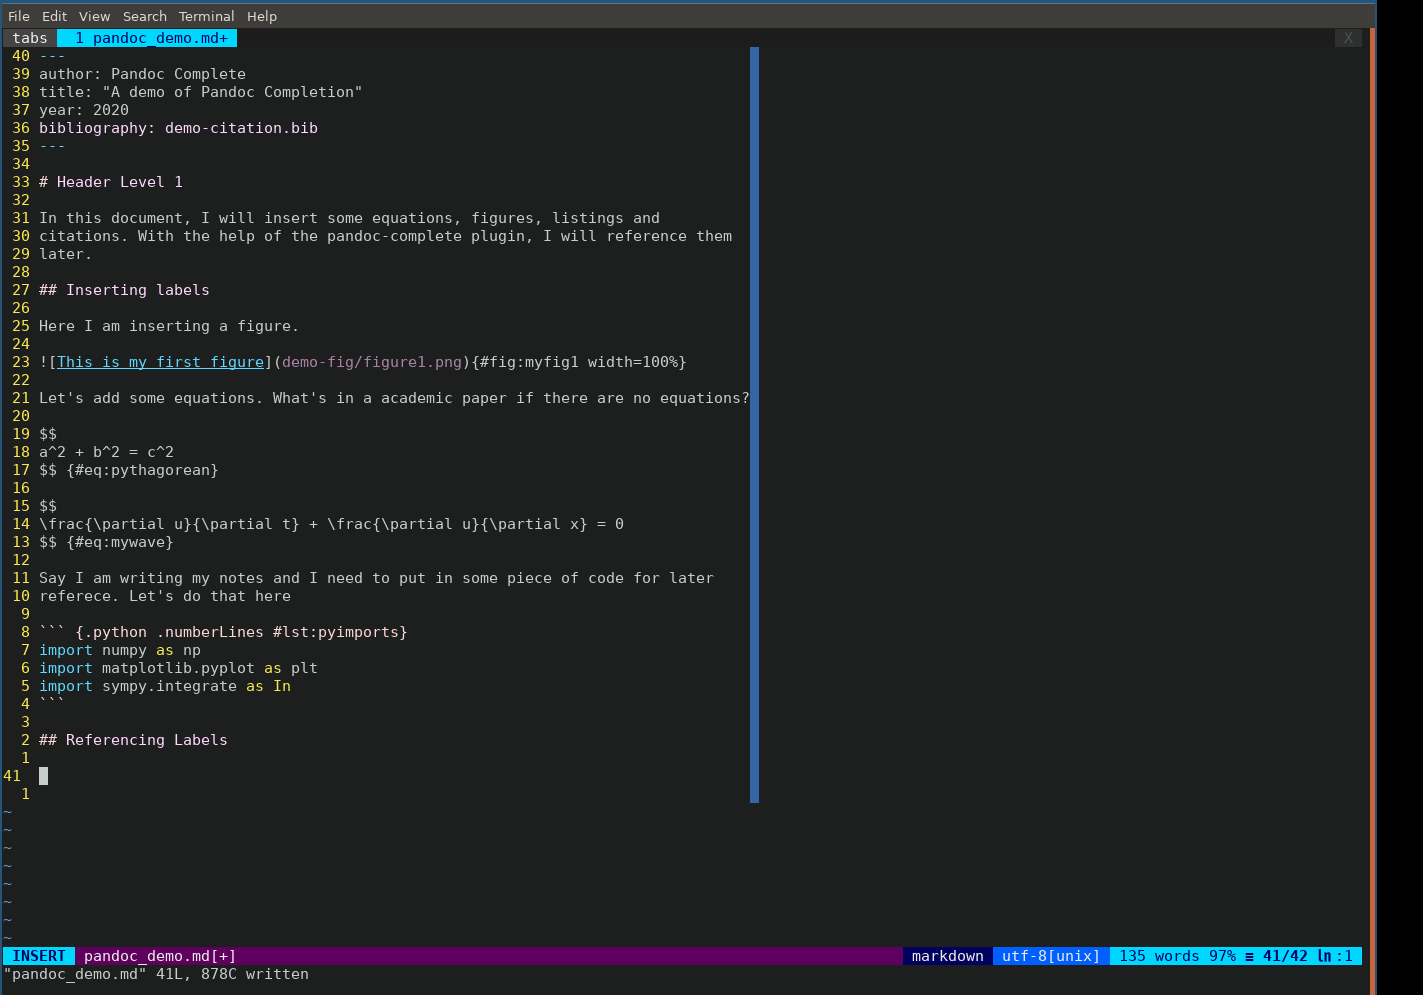 File Edit View Search Terminal Help
tabs 1 pandoc_demo.md+ X
40 ---
39 author: Pandoc Complete
38 title: "A demo of Pandoc Completion"
37 year: 2020
36 bibliography: demo-citation.bib
35 ---
34
33 # Header Level 1
32
31 In this document, I will insert some equations, figures, listings and
30 citations. With the help of the pandoc-complete plugin, I will reference them
29 later.
28
27 ## Inserting labels
26
25 Here I am inserting a figure.
24
23 ![This is my first figure](demo-fig/figure1.png){#fig:myfig1 width=100%}
22
21 Let's add some equations. What's in a academic paper if there are no equations?
20
19 $$
18 a^2 + b^2 = c^2
17 $$ {#eq:pythagorean}
16
15 $$
14 \frac{\partial u}{\partial t} + \frac{\partial u}{\partial x} = 0
13 $$ {#eq:mywave}
12
11 Say I am writing my notes and I need to put in some piece of code for later
10 referece. Let's do that here
9
8 ``` {.python .numberLines #lst:pyimports}
7 import numpy as np
6 import matplotlib.pyplot as plt
5 import sympy.integrate as In
4 ```
3
2 ## Referencing Labels
1
41
1
~
~
~
~
~
~
~
~
INSERT pandoc_demo.md[+] markdown utf-8[unix] 135 words 97% ≡ 41/42 ㏑:1
"pandoc_demo.md" 41L, 878C written